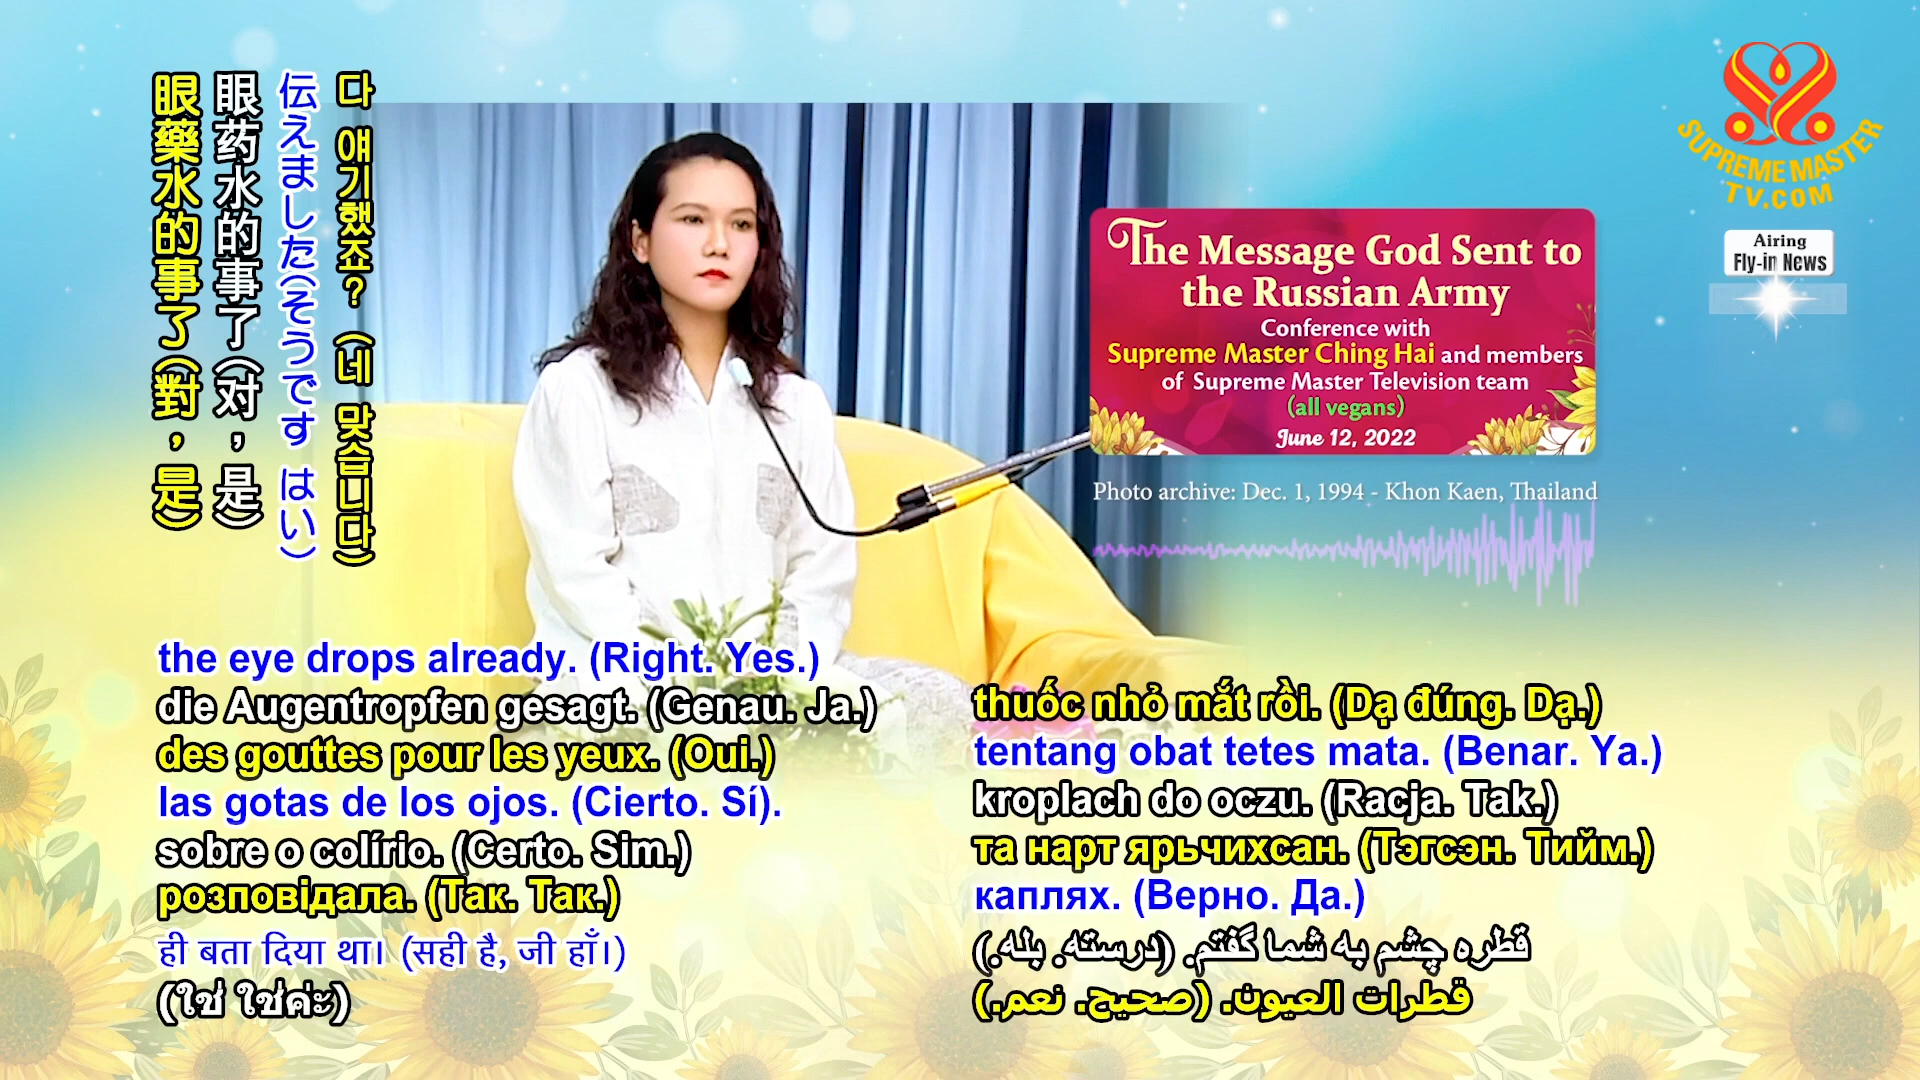 眼藥水的事了(對，是)
眼药水的事了(对，是)
伝えました(そうです はい)
다 얘기했죠? (네 맞습니다)
SUPREME MASTER
TV.COM
Airing
Fly-in News
The Message God Sent to
the Russian Army
Conference with
Supreme Master Ching Hai and members
of Supreme Master Television team
(all vegans)
June 12, 2022
Photo archive: Dec. 1, 1994 - Khon Kaen, Thailand
the eye drops already. (Right. Yes.)
die Augentropfen gesagt. (Genau. Ja.)
des gouttes pour les yeux. (Oui.)
las gotas de los ojos. (Cierto. Sí).
sobre o colírio. (Certo. Sim.)
розповідала. (Так. Так.)
ही बता दिया था। (सही है, जी हाँ।)
(ใช่ ใช่ค่ะ)
thuốc nhỏ mắt rồi. (Dạ đúng. Dạ.)
tentang obat tetes mata. (Benar. Ya.)
kroplach do oczu. (Racja. Tak.)
та нарт ярьчихсан. (Тэгсэн. Тийм.)
каплях. (Верно. Да.)
قطره چشم به شما گفتم. (درسته. بله.)
قطرات العيون. (صحيح. نعم.)